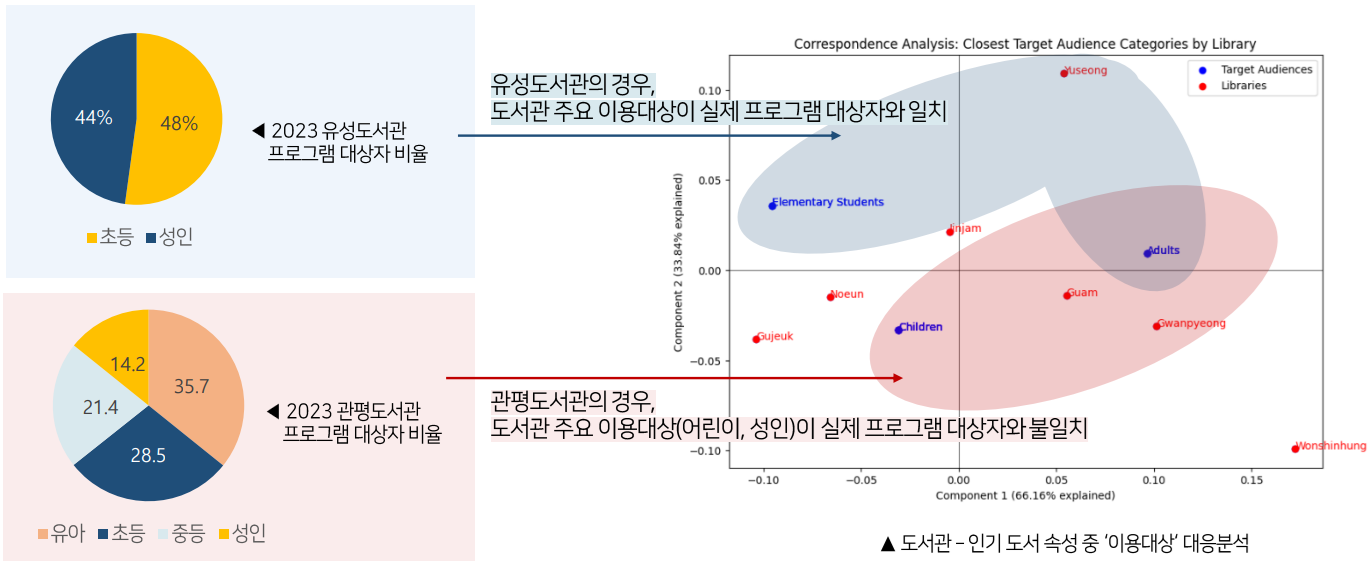 44%
48%
◀ 2023 유성도서관
프로그램 대상자 비율
초등 성인
14.2
35.7
21.4
28.5
◀ 2023 관평도서관
프로그램 대상자 비율
유아 초등 중등 성인
유성도서관의 경우,
도서관 주요 이용대상이 실제 프로그램 대상자와 일치
관평도서관의 경우,
도서관 주요 이용대상(어린이, 성인)이 실제 프로그램 대상자와 불일치
Correspondence Analysis: Closest Target Audience Categories by Library
Target Audiences
Libraries
Yuseong
Elementary Students
Jinjam
Adults
Noeun
Guam
Children
Gwanpyeong
Gujeuk
Wonshinhung
Component 2 (33.84% explained)
0.10
0.05
0.00
−0.05
−0.10
−0.10 −0.05 0.00 0.05 0.10 0.15
Component 1 (66.16% explained)
▲ 도서관 – 인기 도서 속성 중 ‘이용대상‘ 대응분석